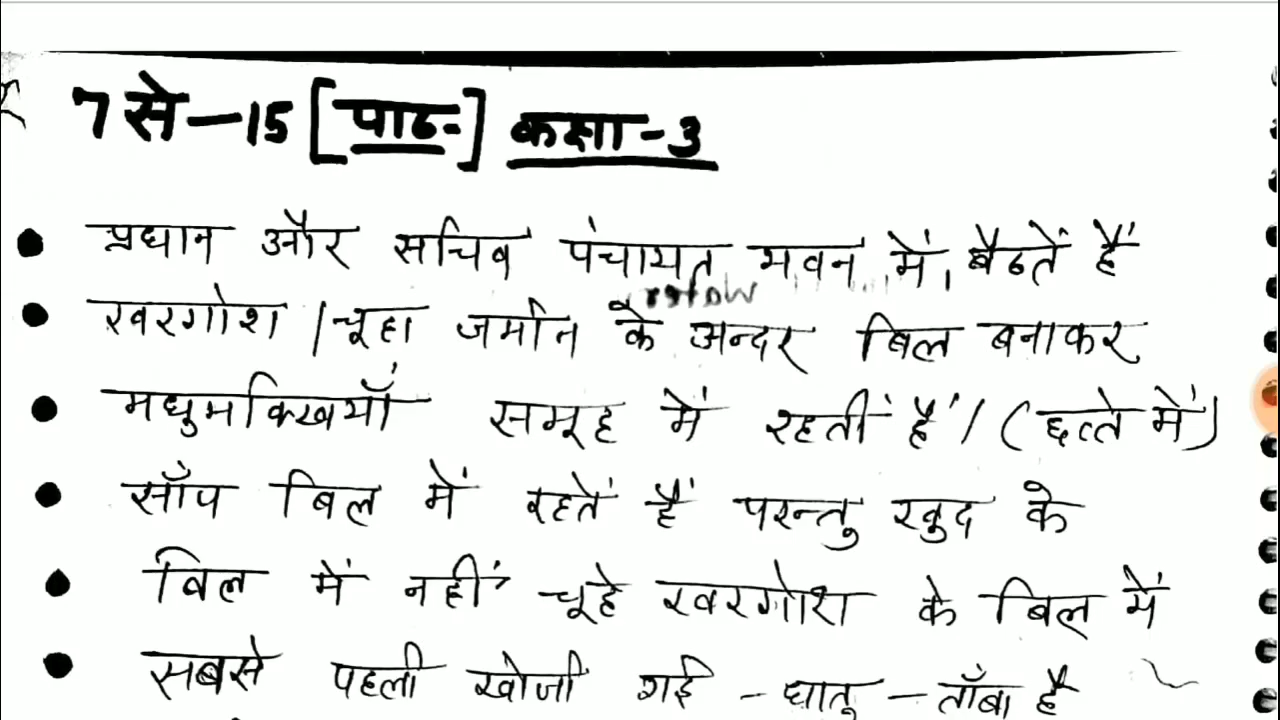 7 से - 15 [पाठ-] कक्षा - 3
• प्रधान और सचिव पंचायत भवन में बैठतें हैं
• खरगोश / चूहा जमीन के अन्दर बिल बनाकर
• मधुमक्खियाँ समूह में रहतीं हैं / (छत्ते में)
• साँप बिल में रहतें हैं परन्तु खुद के
• बिल में नहीं चूहे खरगोश के बिल में
• सबसे पहली खोजी गई - धातु - ताँबा है